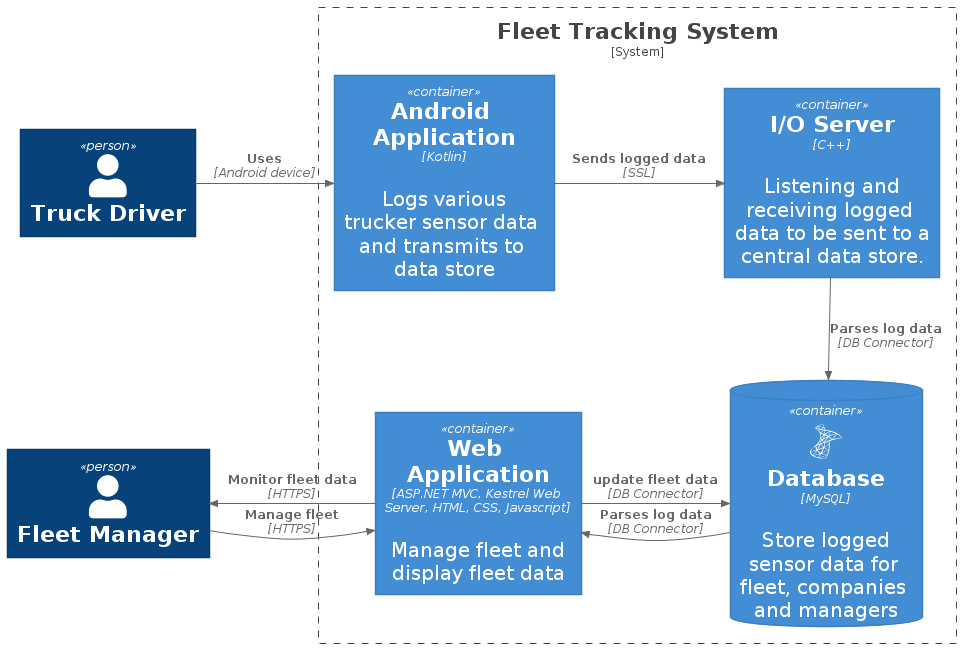 Fleet Tracking System
[System]
«person»
Truck Driver
Uses
[Android device]
«container»
Android
Application
[Kotlin]
Logs various
trucker sensor data
and transmits to
data store
Sends logged data
[SSL]
«container»
I/O Server
[C++]
Listening and
receiving logged
data to be sent to a
central data store.
Parses log data
[DB Connector]
«person»
Fleet Manager
Monitor fleet data
[HTTPS]
Manage fleet
[HTTPS]
«container»
Web
Application
[ASP.NET MVC, Kestrel Web
Server, HTML, CSS, Javascript]
Manage fleet and
display fleet data
update fleet data
[DB Connector]
Parses log data
[DB Connector]
«container»
Database
[MySQL]
Store logged
sensor data for
fleet, companies
and managers